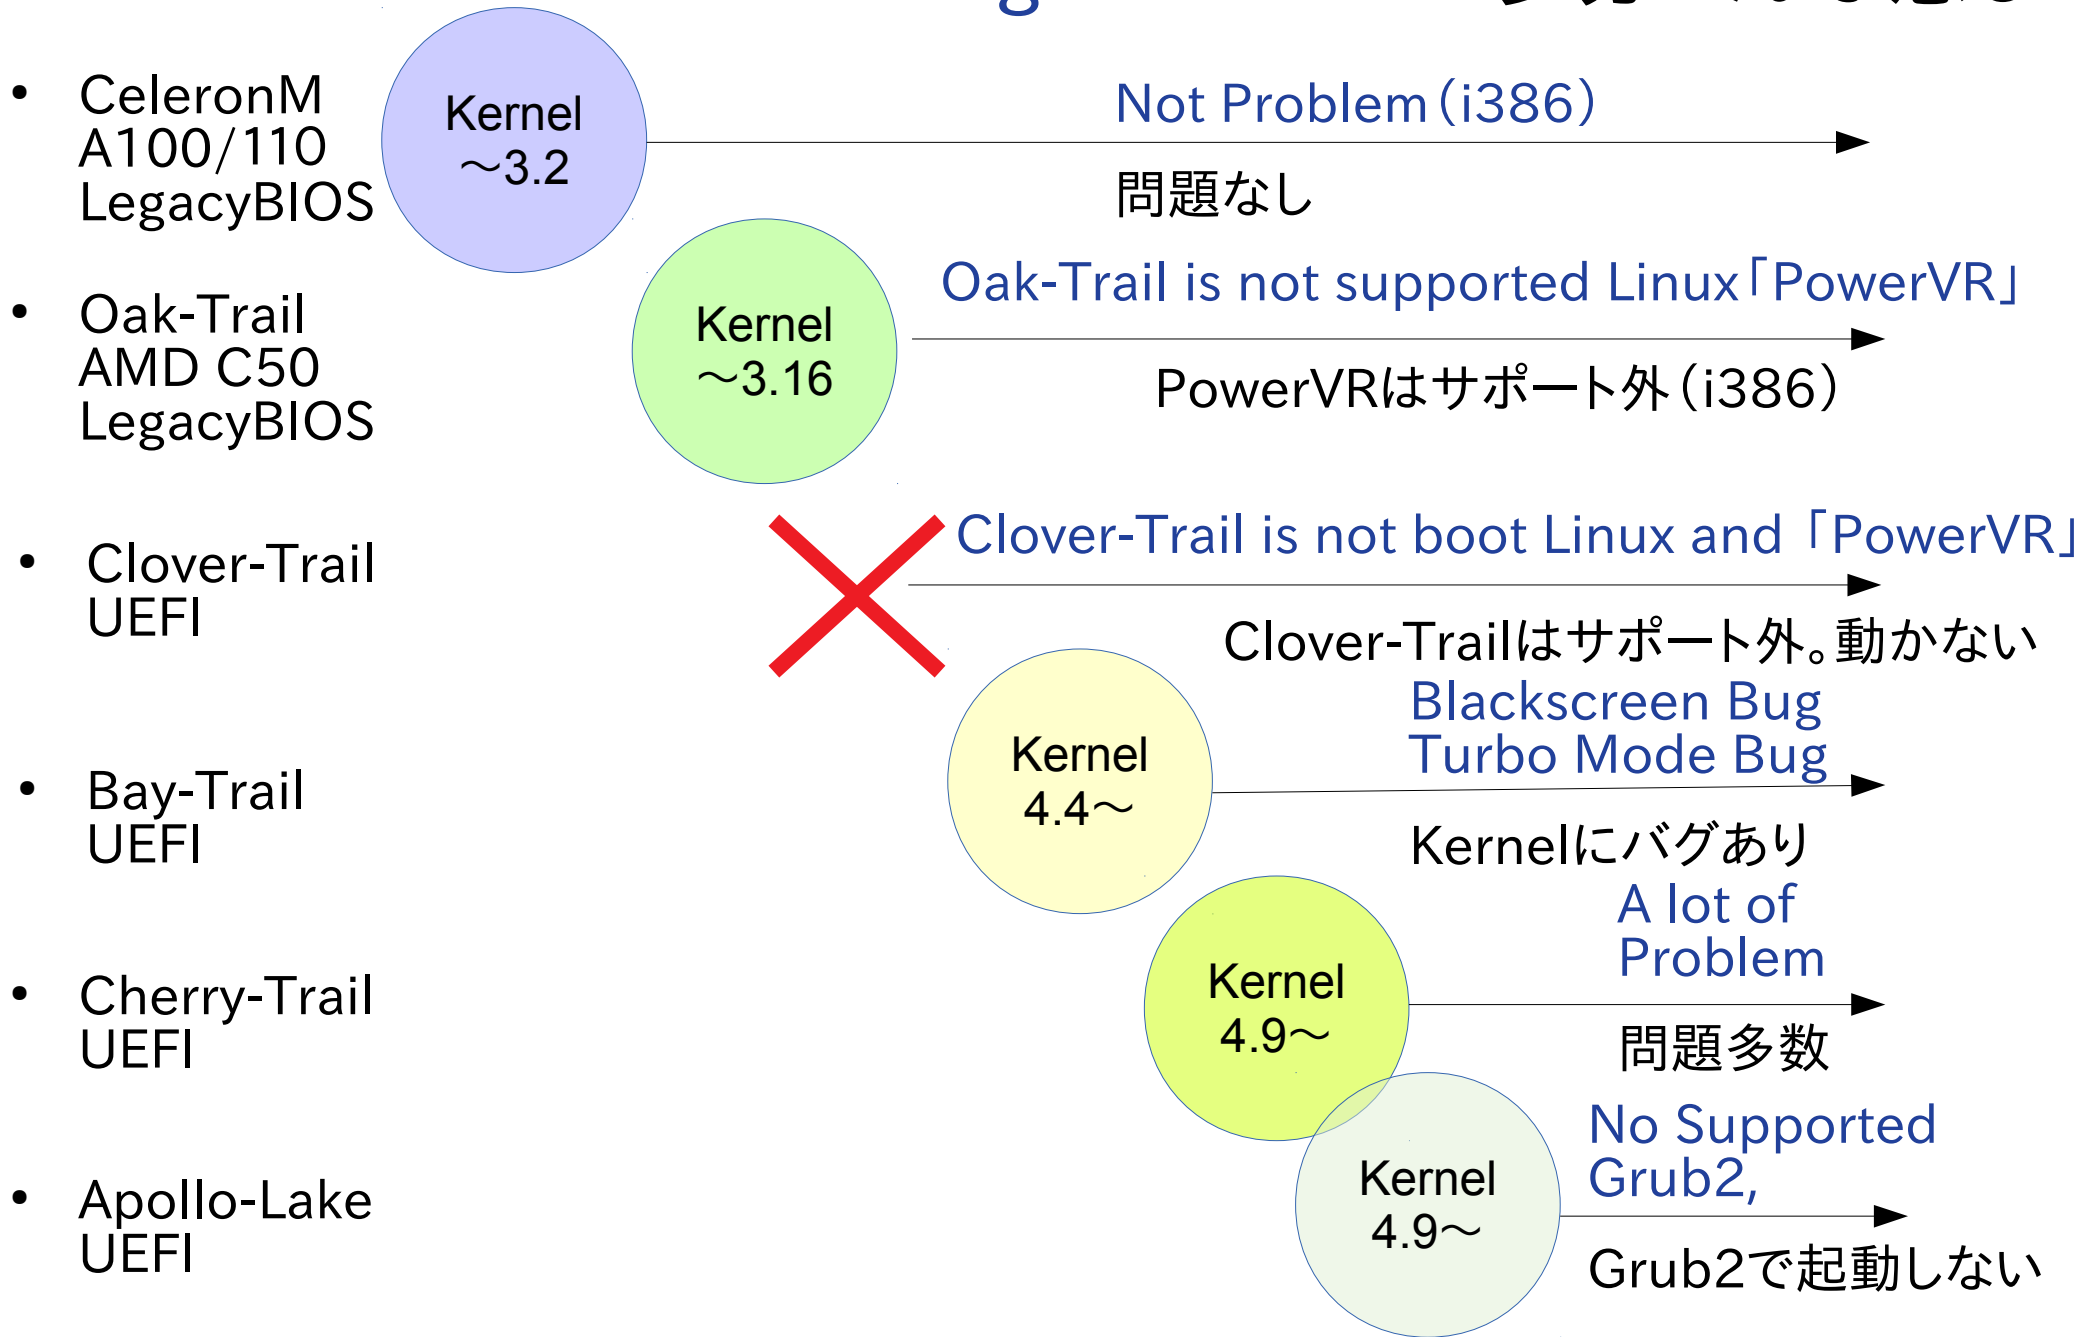 CeleronM
A100/110
LegacyBIOS
Kernel
～3.2
Not Problem（i386）
問題なし
Oak-Trail
AMD C50
LegacyBIOS
Kernel
～3.16
Oak-Trail is not supported Linux「PowerVR」
PowerVRはサポート外（i386）
Clover-Trail
UEFI
Clover-Trail is not boot Linux and「PowerVR」
Clover-Trailはサポート外。動かない
Bay-Trail
UEFI
Kernel
4.4～
Blackscreen Bug
Turbo Mode Bug
Kernelにバグあり
Cherry-Trail
UEFI
Kernel
4.9～
A lot of
Problem
問題多数
Apollo-Lake
UEFI
Kernel
4.9～
No Supported
Grub2,
Grub2で起動しない